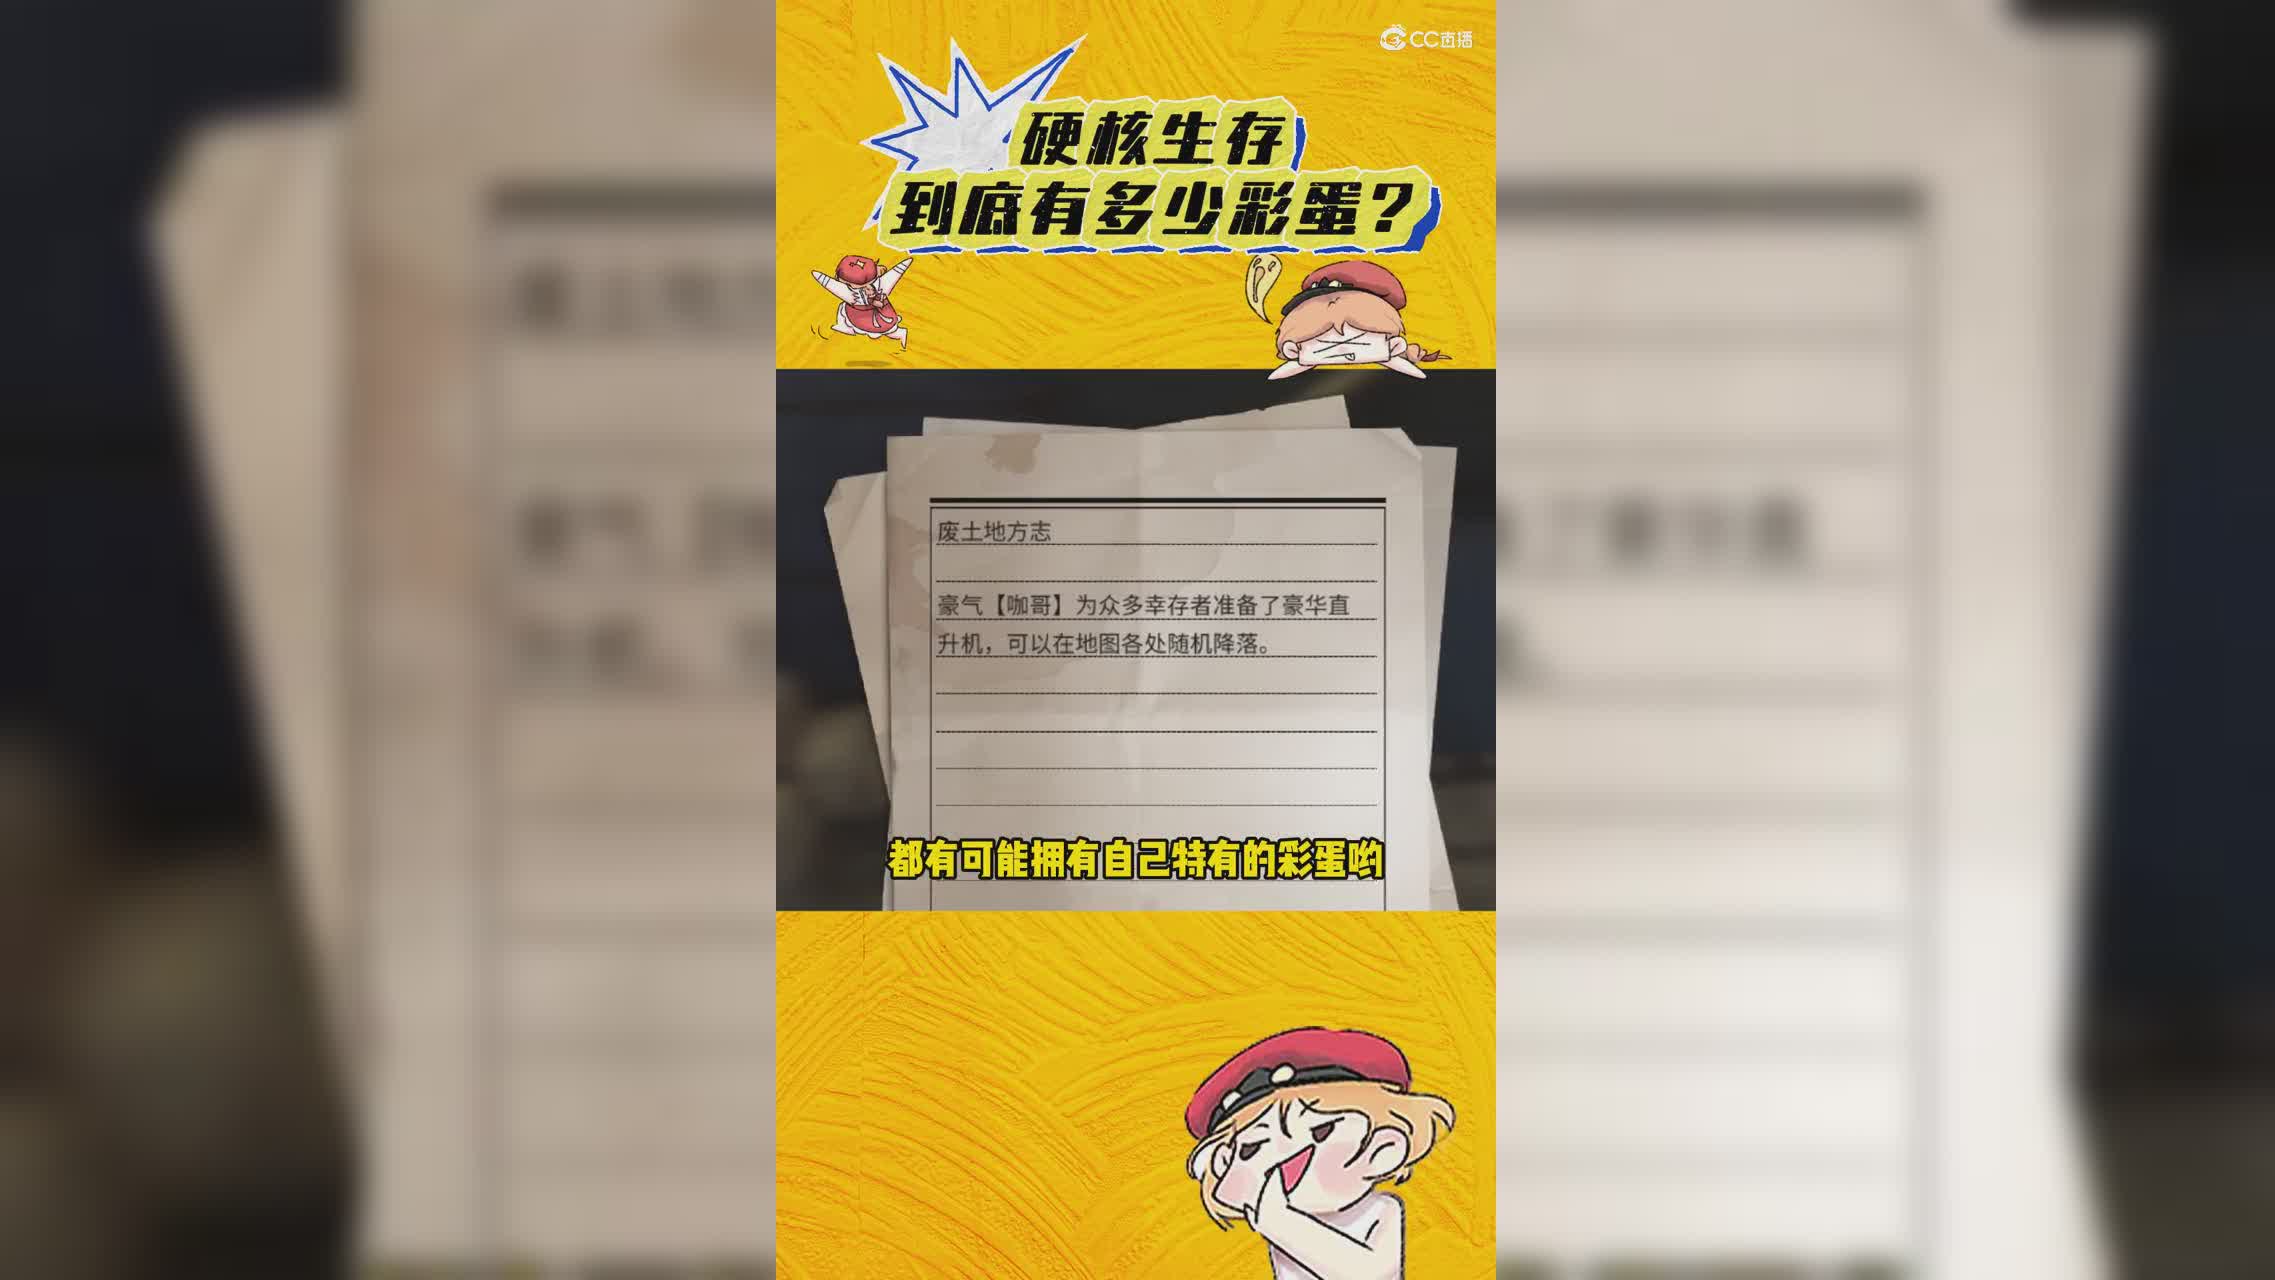 CC直播
硬核生存
到底有多少彩蛋?
废土地方志
豪气【咖哥】为众多幸存者准备了豪华直
升机，可以在地图各处随机降落。
都有可能拥有自己特有的彩蛋哟